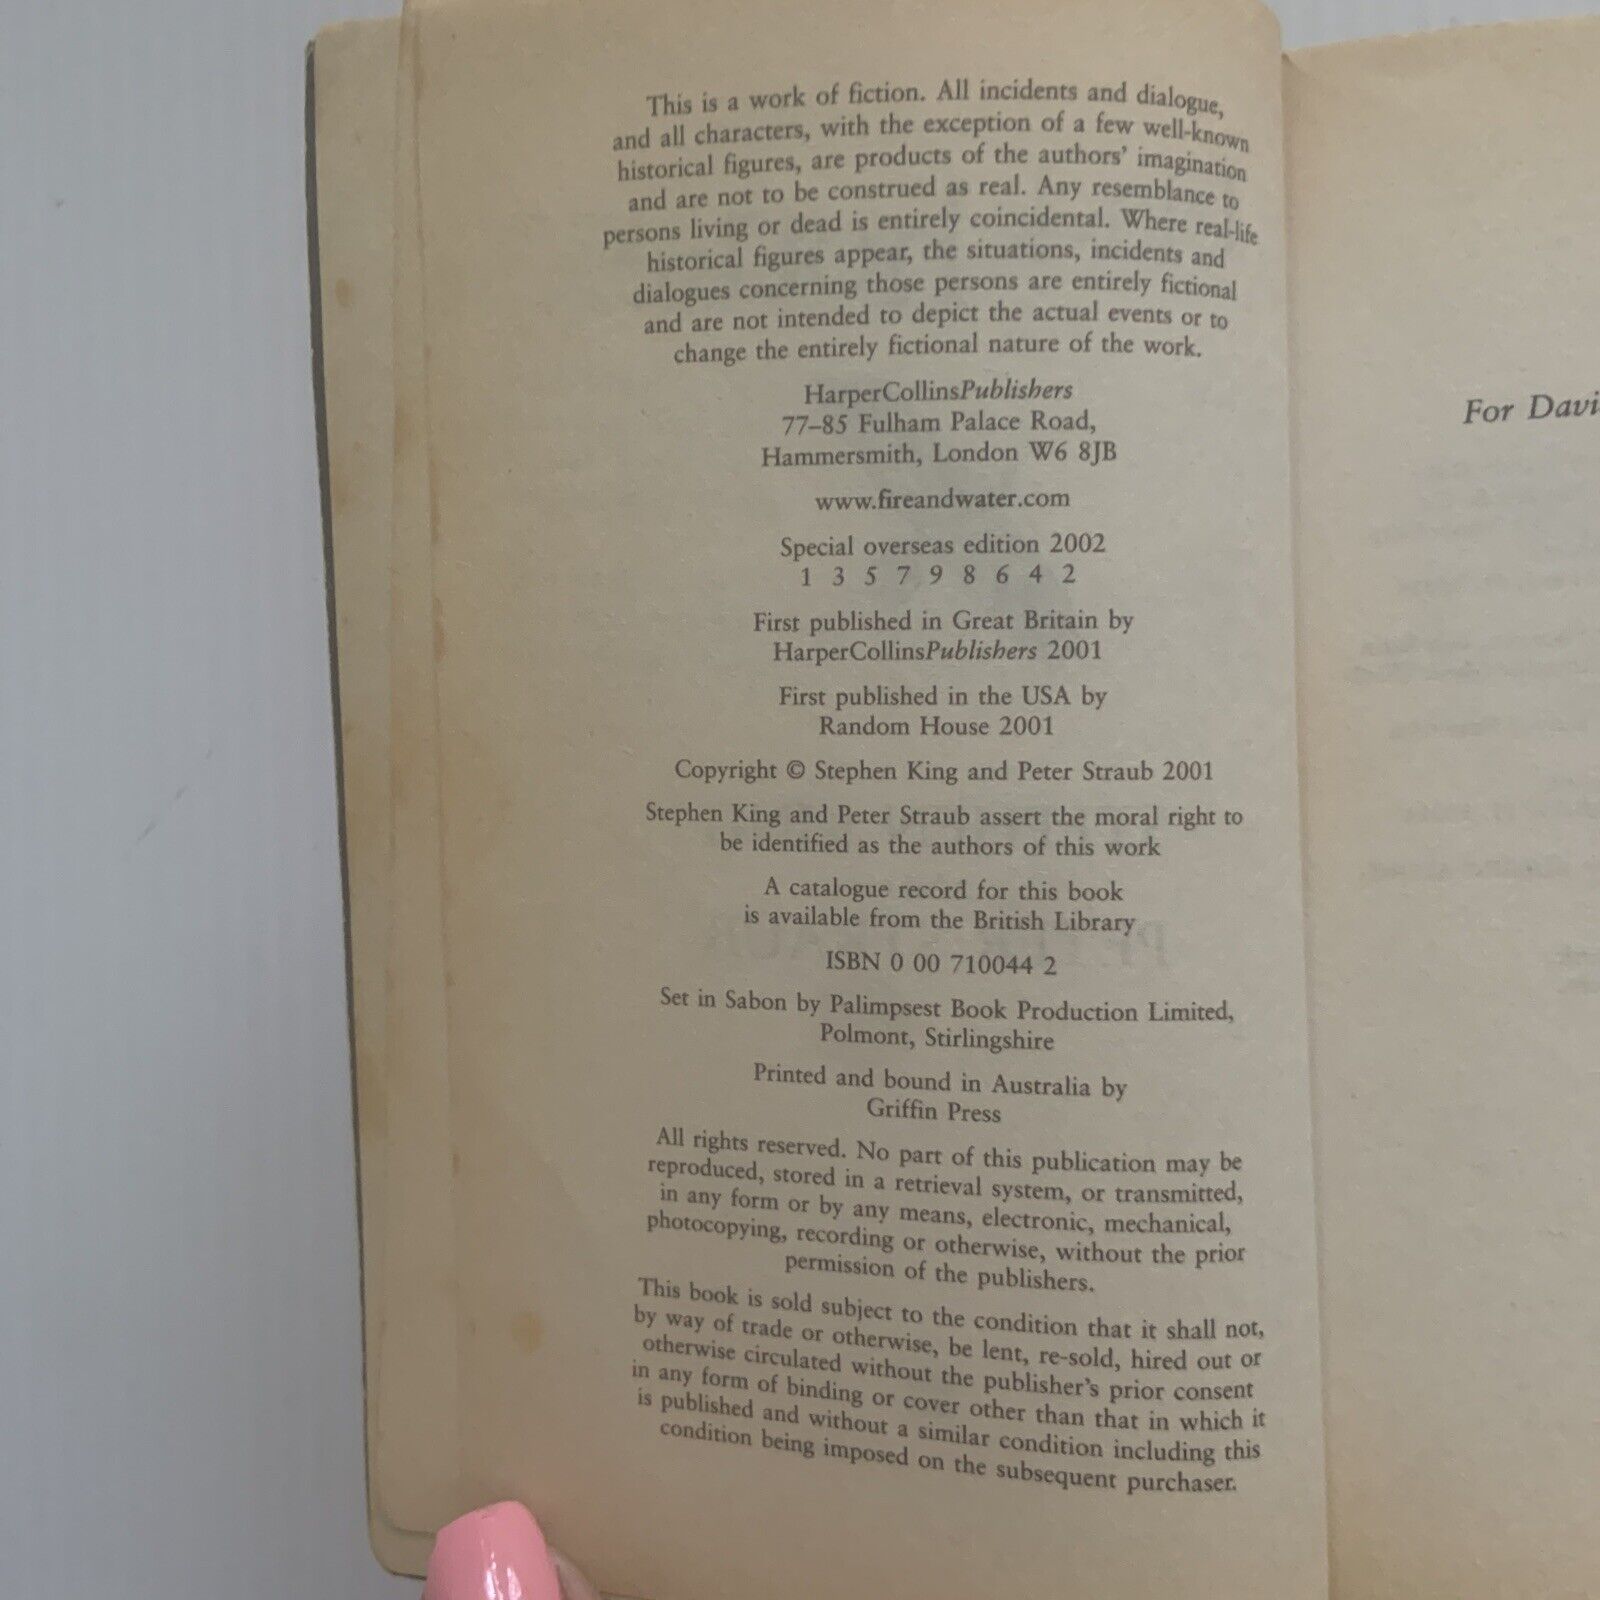 This is a work of fiction. All incidents and dialogue,
and all characters, with the exception of a few well-known
historical figures, are products of the authors' imagination
and are not to be construed as real. Any resemblance to
persons living or dead is entirely coincidental. Where real-life
historical figures appear, the situations, incidents and
dialogues concerning those persons are entirely fictional
and are not intended to depict the actual events or to
change the entirely fictional nature of the work.
HarperCollinsPublishers
77–85 Fulham Palace Road,
Hammersmith, London W6 8JB
www.fireandwater.com
Special overseas edition 2002
1 3 5 7 9 8 6 4 2
First published in Great Britain by
HarperCollinsPublishers 2001
First published in the USA by
Random House 2001
Copyright © Stephen King and Peter Straub 2001
Stephen King and Peter Straub assert the moral right to
be identified as the authors of this work
A catalogue record for this book
is available from the British Library
ISBN 0 00 710044 2
Set in Sabon by Palimpsest Book Production Limited,
Polmont, Stirlingshire
Printed and bound in Australia by
Griffin Press
All rights reserved. No part of this publication may be
reproduced, stored in a retrieval system, or transmitted,
in any form or by any means, electronic, mechanical,
photocopying, recording or otherwise, without the prior
permission of the publishers.
This book is sold subject to the condition that it shall not,
by way of trade or otherwise, be lent, re-sold, hired out or
otherwise circulated without the publisher's prior consent
in any form of binding or cover other than that in which it
is published and without a similar condition including this
condition being imposed on the subsequent purchaser.
For Davi